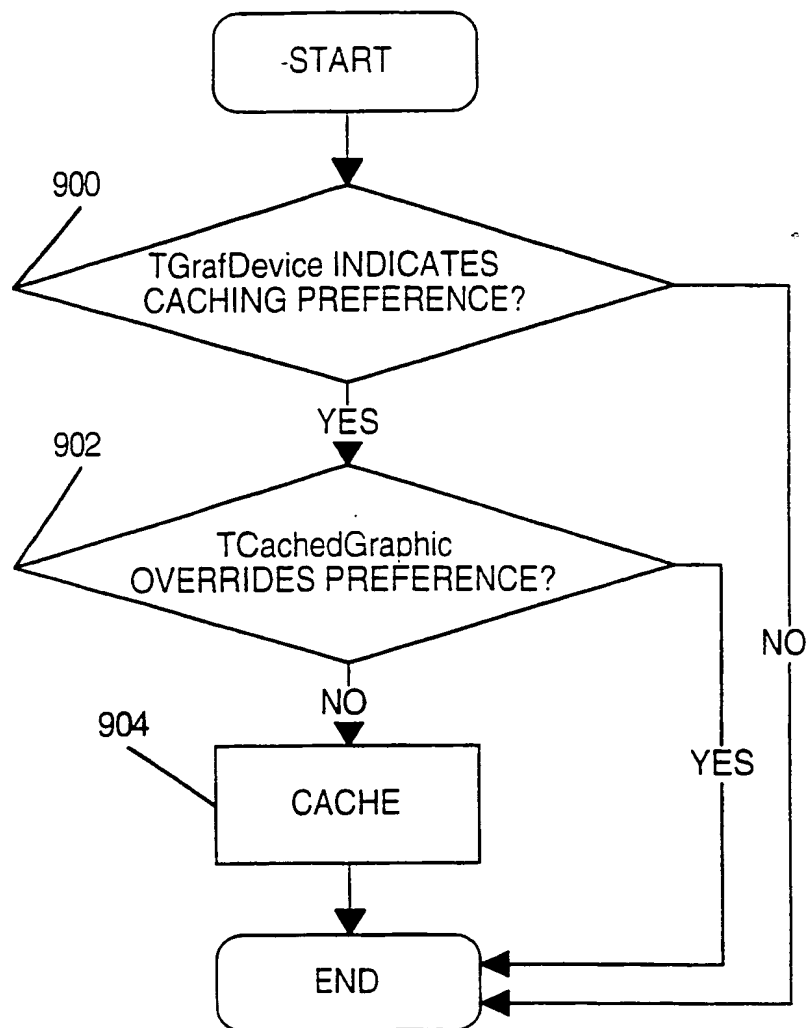 START
900
TGrafDevice INDICATES
CACHING PREFERENCE?
YES
902
TCachedGraphic
OVERRIDES PREFERENCE?
NO
NO
904
YES
CACHE
END